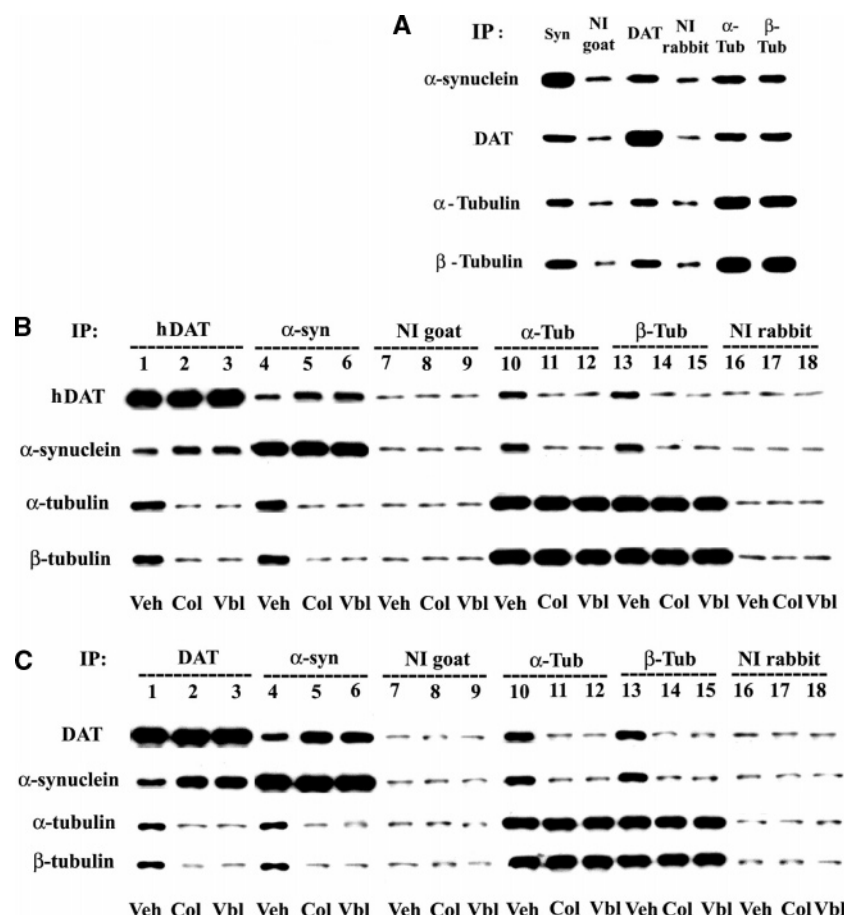 A
IP : Syn NI goat DAT NI rabbit α-Tub β-Tub
α-synuclein
DAT
α-Tubulin
β-Tubulin
B
IP: hDAT α-syn NI goat α-Tub β-Tub NI rabbit
1 2 3 4 5 6 7 8 9 10 11 12 13 14 15 16 17 18
hDAT
α-synuclein
α-tubulin
β-tubulin
Veh Col Vbl Veh Col Vbl Veh Col Vbl Veh Col Vbl Veh Col Vbl Veh Col Vbl
C
IP: DAT α-syn NI goat α-Tub β-Tub NI rabbit
1 2 3 4 5 6 7 8 9 10 11 12 13 14 15 16 17 18
DAT
α-synuclein
α-tubulin
β-tubulin
Veh Col Vbl Veh Col Vbl Veh Col Vbl Veh Col Vbl Veh Col Vbl Veh Col Vbl